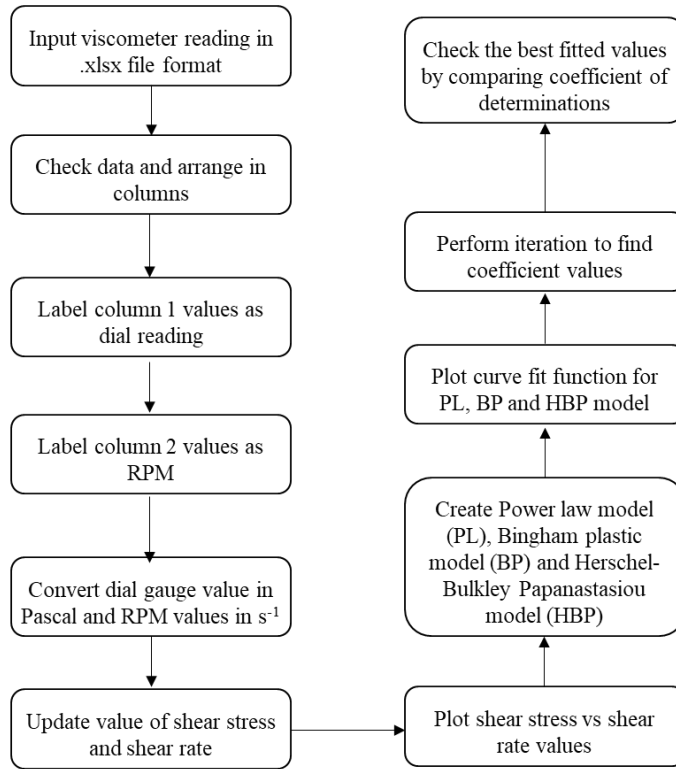 Input viscometer reading in
.xlsx file format
Check data and arrange in
columns
Label column 1 values as
dial reading
Label column 2 values as
RPM
Convert dial gauge value in
Pascal and RPM values in s⁻¹
Update value of shear stress
and shear rate
Plot shear stress vs shear
rate values
Create Power law model
(PL), Bingham plastic
model (BP) and Herschel-
Bulkley Papanastasiou
model (HBP)
Plot curve fit function for
PL, BP and HBP model
Perform iteration to find
coefficient values
Check the best fitted values
by comparing coefficient of
determinations